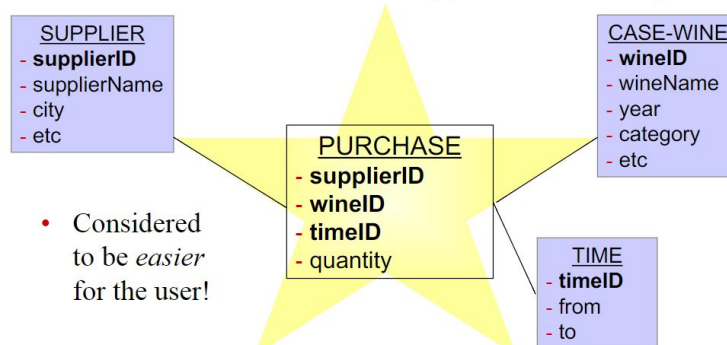 SUPPLIER
- supplierID
- supplierName
- city
- etc
CASE-WINE
- wineID
- wineName
- year
- category
- etc
PURCHASE
- supplierID
- wineID
- timeID
- quantity
• Considered
to be easier
for the user!
TIME
- timeID
- from
- to